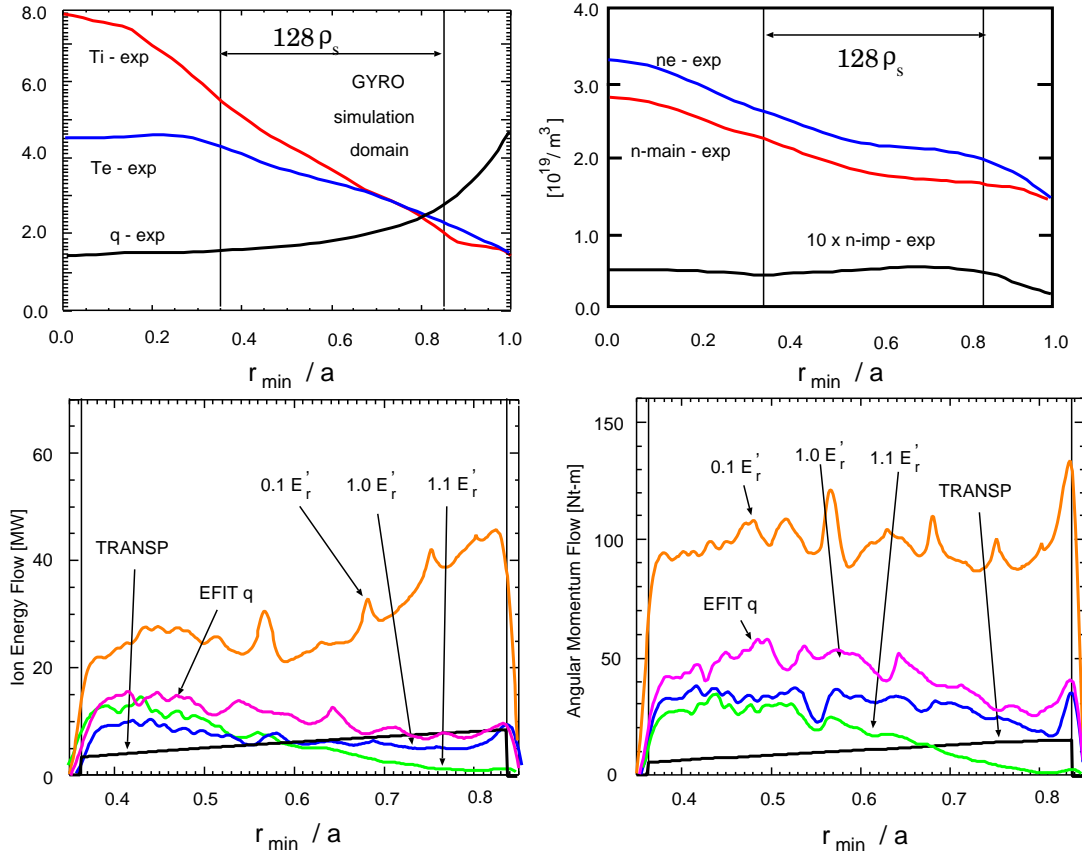 8.0
6.0
4.0
2.0
0.0
Ti - exp
128 ρs
GYRO
simulation
domain
Te - exp
q - exp
0.0 0.2 0.4 0.6 0.8 1.0
r min / a
4.0
3.0
2.0
1.0
0.0
[10^19/ m^3]
ne - exp
128 ρs
n-main - exp
10 x n-imp - exp
0.0 0.2 0.4 0.6 0.8 1.0
r min / a
60
40
20
0
Ion Energy Flow [MW]
0.1 E'r 1.0 E'r 1.1 E'r
TRANSP
EFIT q
0.4 0.5 0.6 0.7 0.8
r min / a
150
100
50
0
Angular Momentum Flow [Nt-m]
0.1 E'r 1.0 E'r 1.1 E'r
TRANSP
EFIT q
0.4 0.5 0.6 0.7 0.8
r min / a